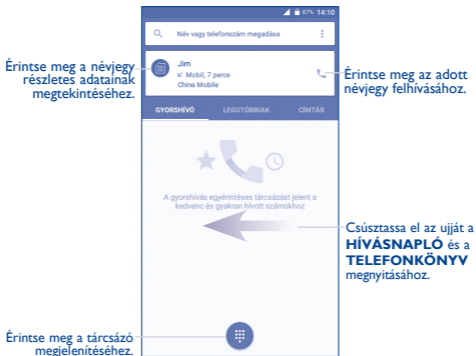 67% 14:10
Név vagy telefonszám megadása
Érintse meg a névjegy
részletes adatainak
megtekintéséhez.
Jim
Mobil, 7 perce
China Mobile
Érintse meg az adott
névjegy felhívásához.
GYORSHÍVÓ LEGUTÓBBIAK CÍMTÁR
A gyorshívás egyérintéses tárcsázást jelent a
kedvenc és gyakran hívott számokhoz
Csúsztassa el az ujját a
HÍVÁSNAPLÓ és a
TELEFONKÖNYV
megnyitásához.
Érintse meg a tárcsázó
megjelenítéséhez.